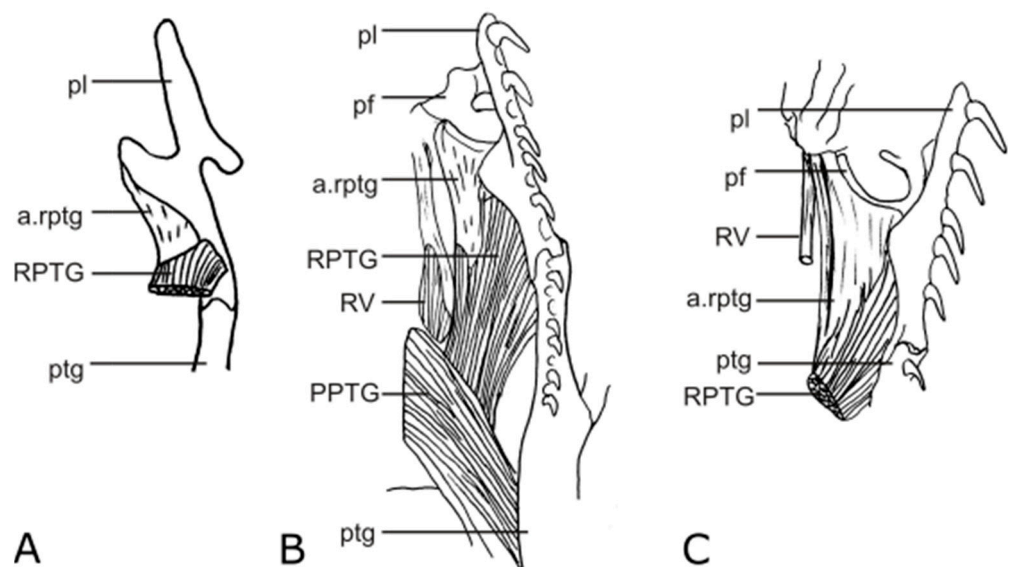 pl
a.rptg
RPTG
ptg
A
pl
pf
a.rptg
RPTG
RV
PPTG
ptg
B
pl
pf
RV
a.rptg
ptg
RPTG
C